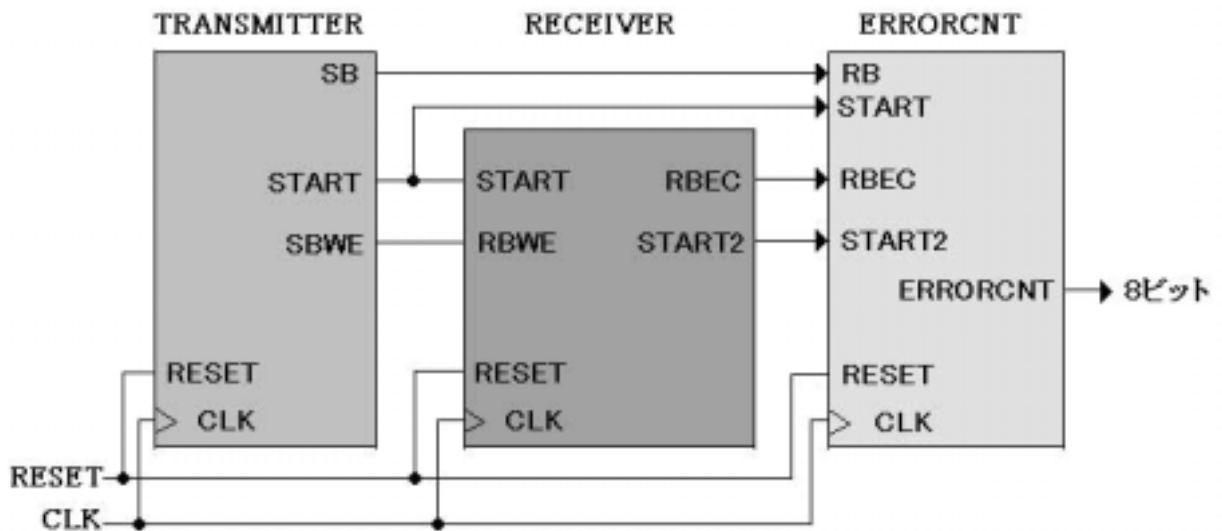 TRANSMITTER RECEIVER ERRORCNT
SB RB
START
START START RBEC RBEC
SBWE RBWE START2 START2
ERRORCNT 8ビット
RESET RESET RESET
CLK CLK CLK
RESET
CLK